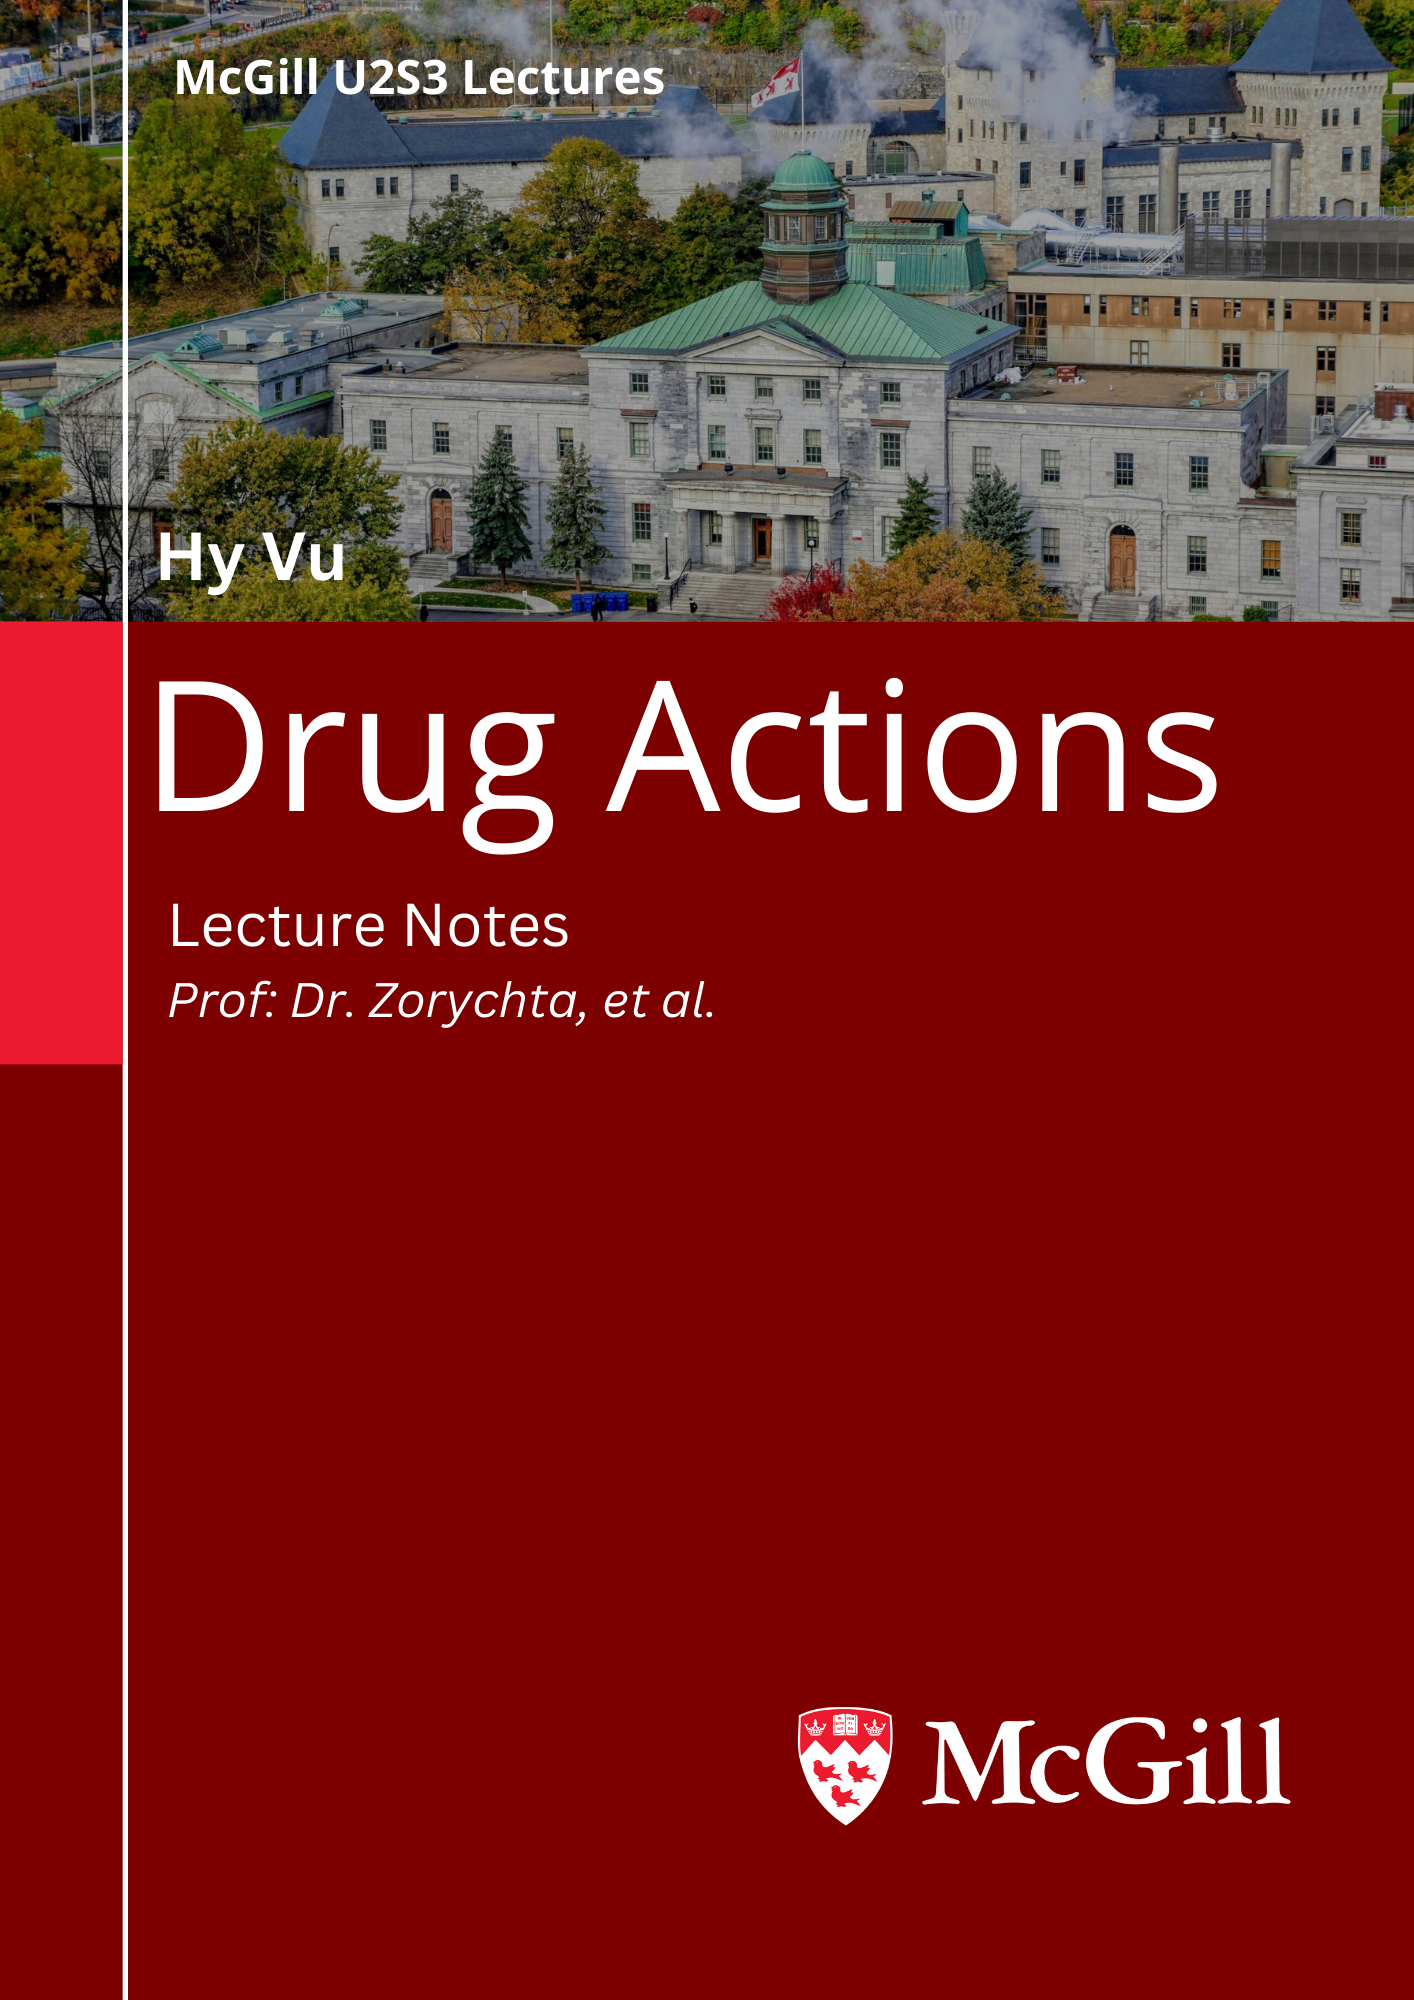 McGill U2S3 Lectures
Hy Vu
Drug Actions
Lecture Notes
Prof: Dr. Zorychta, et al.
McGill